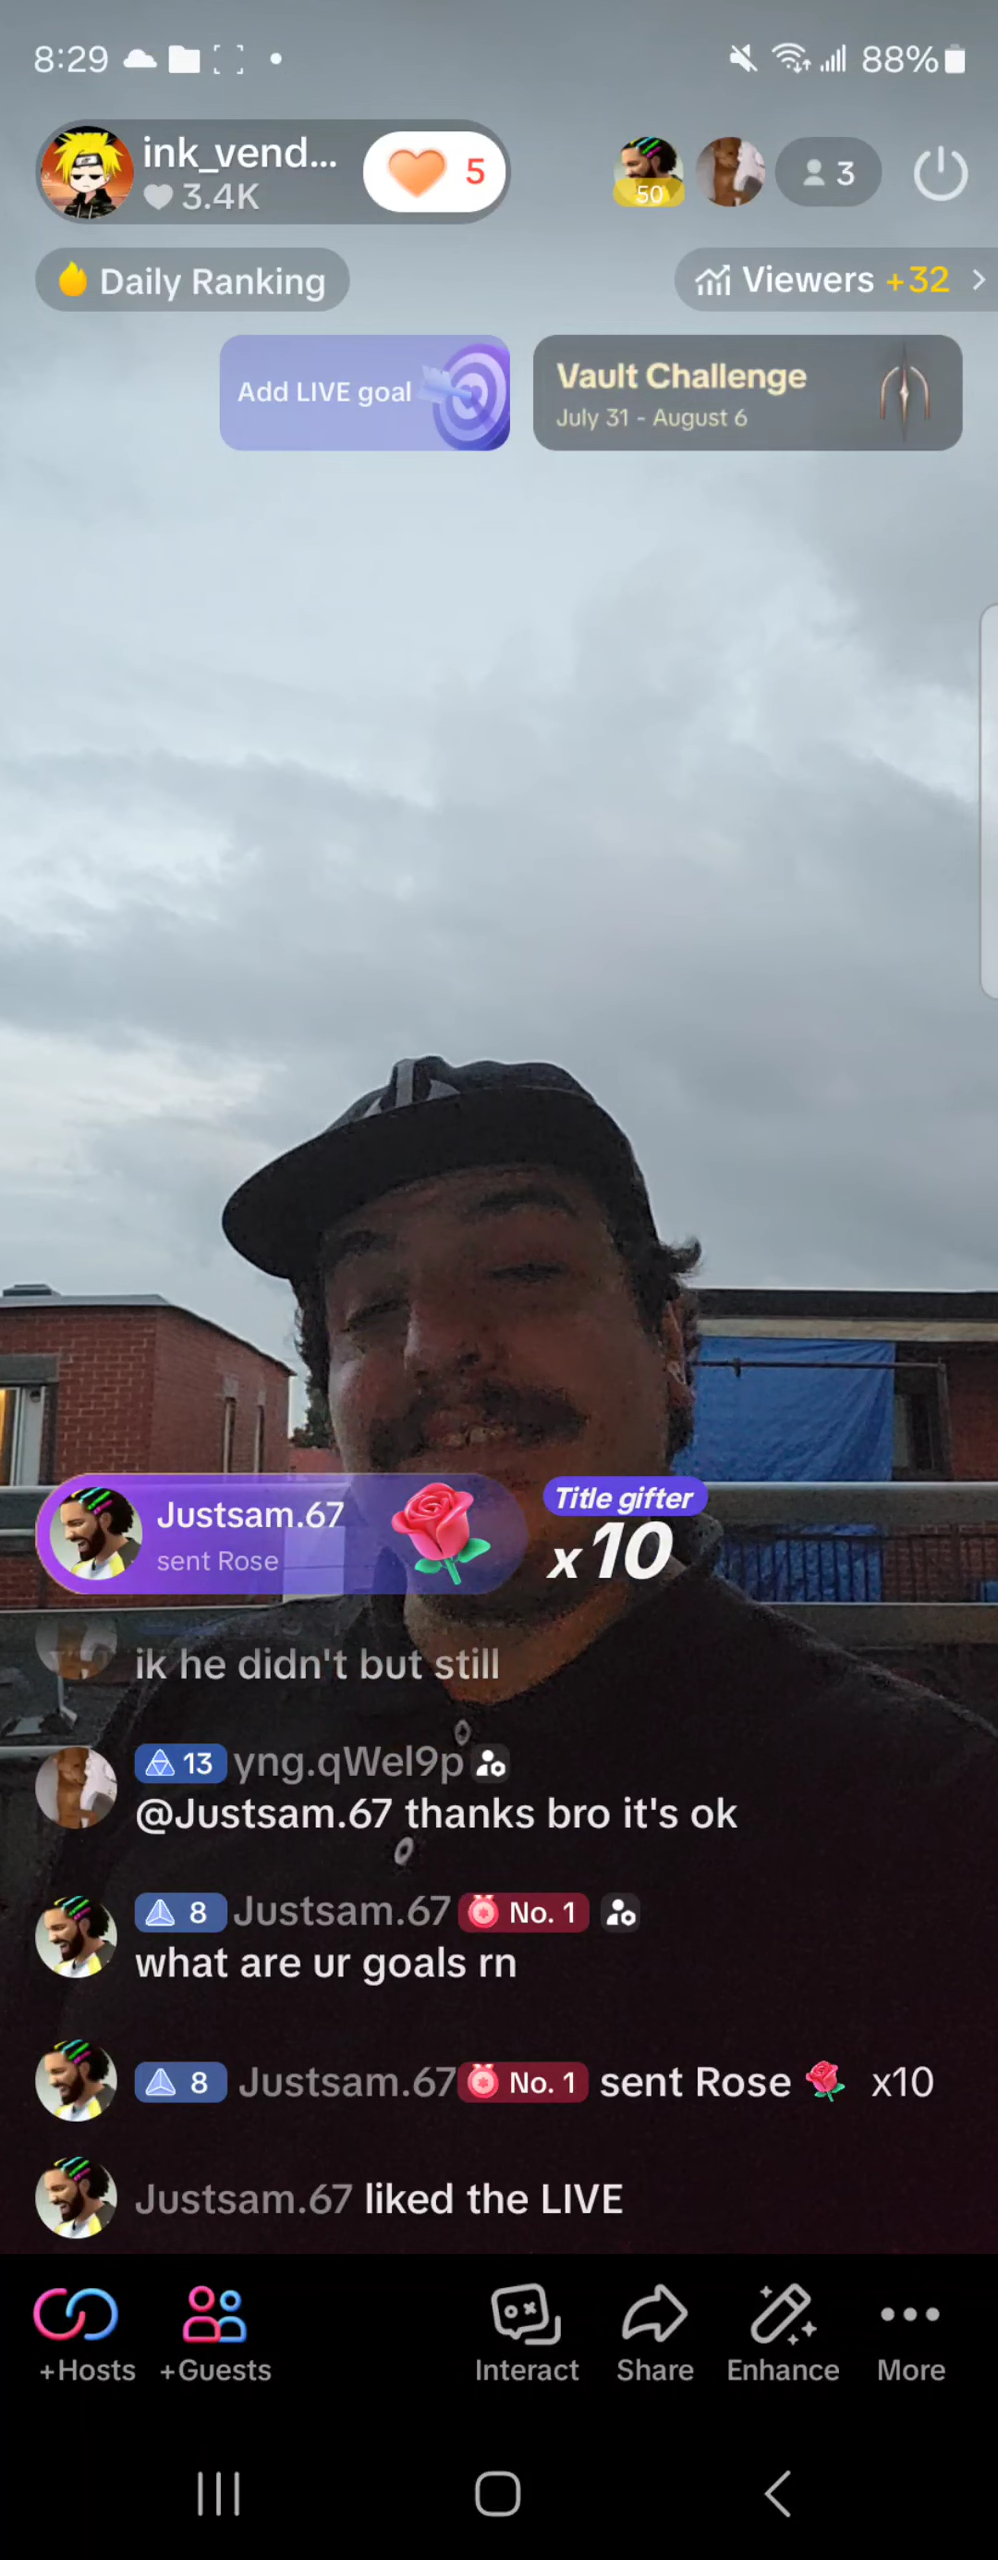 8:29
88%
ink_vend...
3.4K
5
50
3
Daily Ranking
Viewers +32 >
Add LIVE goal
Vault Challenge
July 31 - August 6
Justsam.67
sent Rose
Title gifter
x10
ik he didn't but still
13 yng.qWel9p
@Justsam.67 thanks bro it's ok
8 Justsam.67 No. 1
what are ur goals rn
8 Justsam.67 No. 1 sent Rose 🌹 x10
Justsam.67 liked the LIVE
+Hosts
+Guests
Interact
Share
Enhance
More